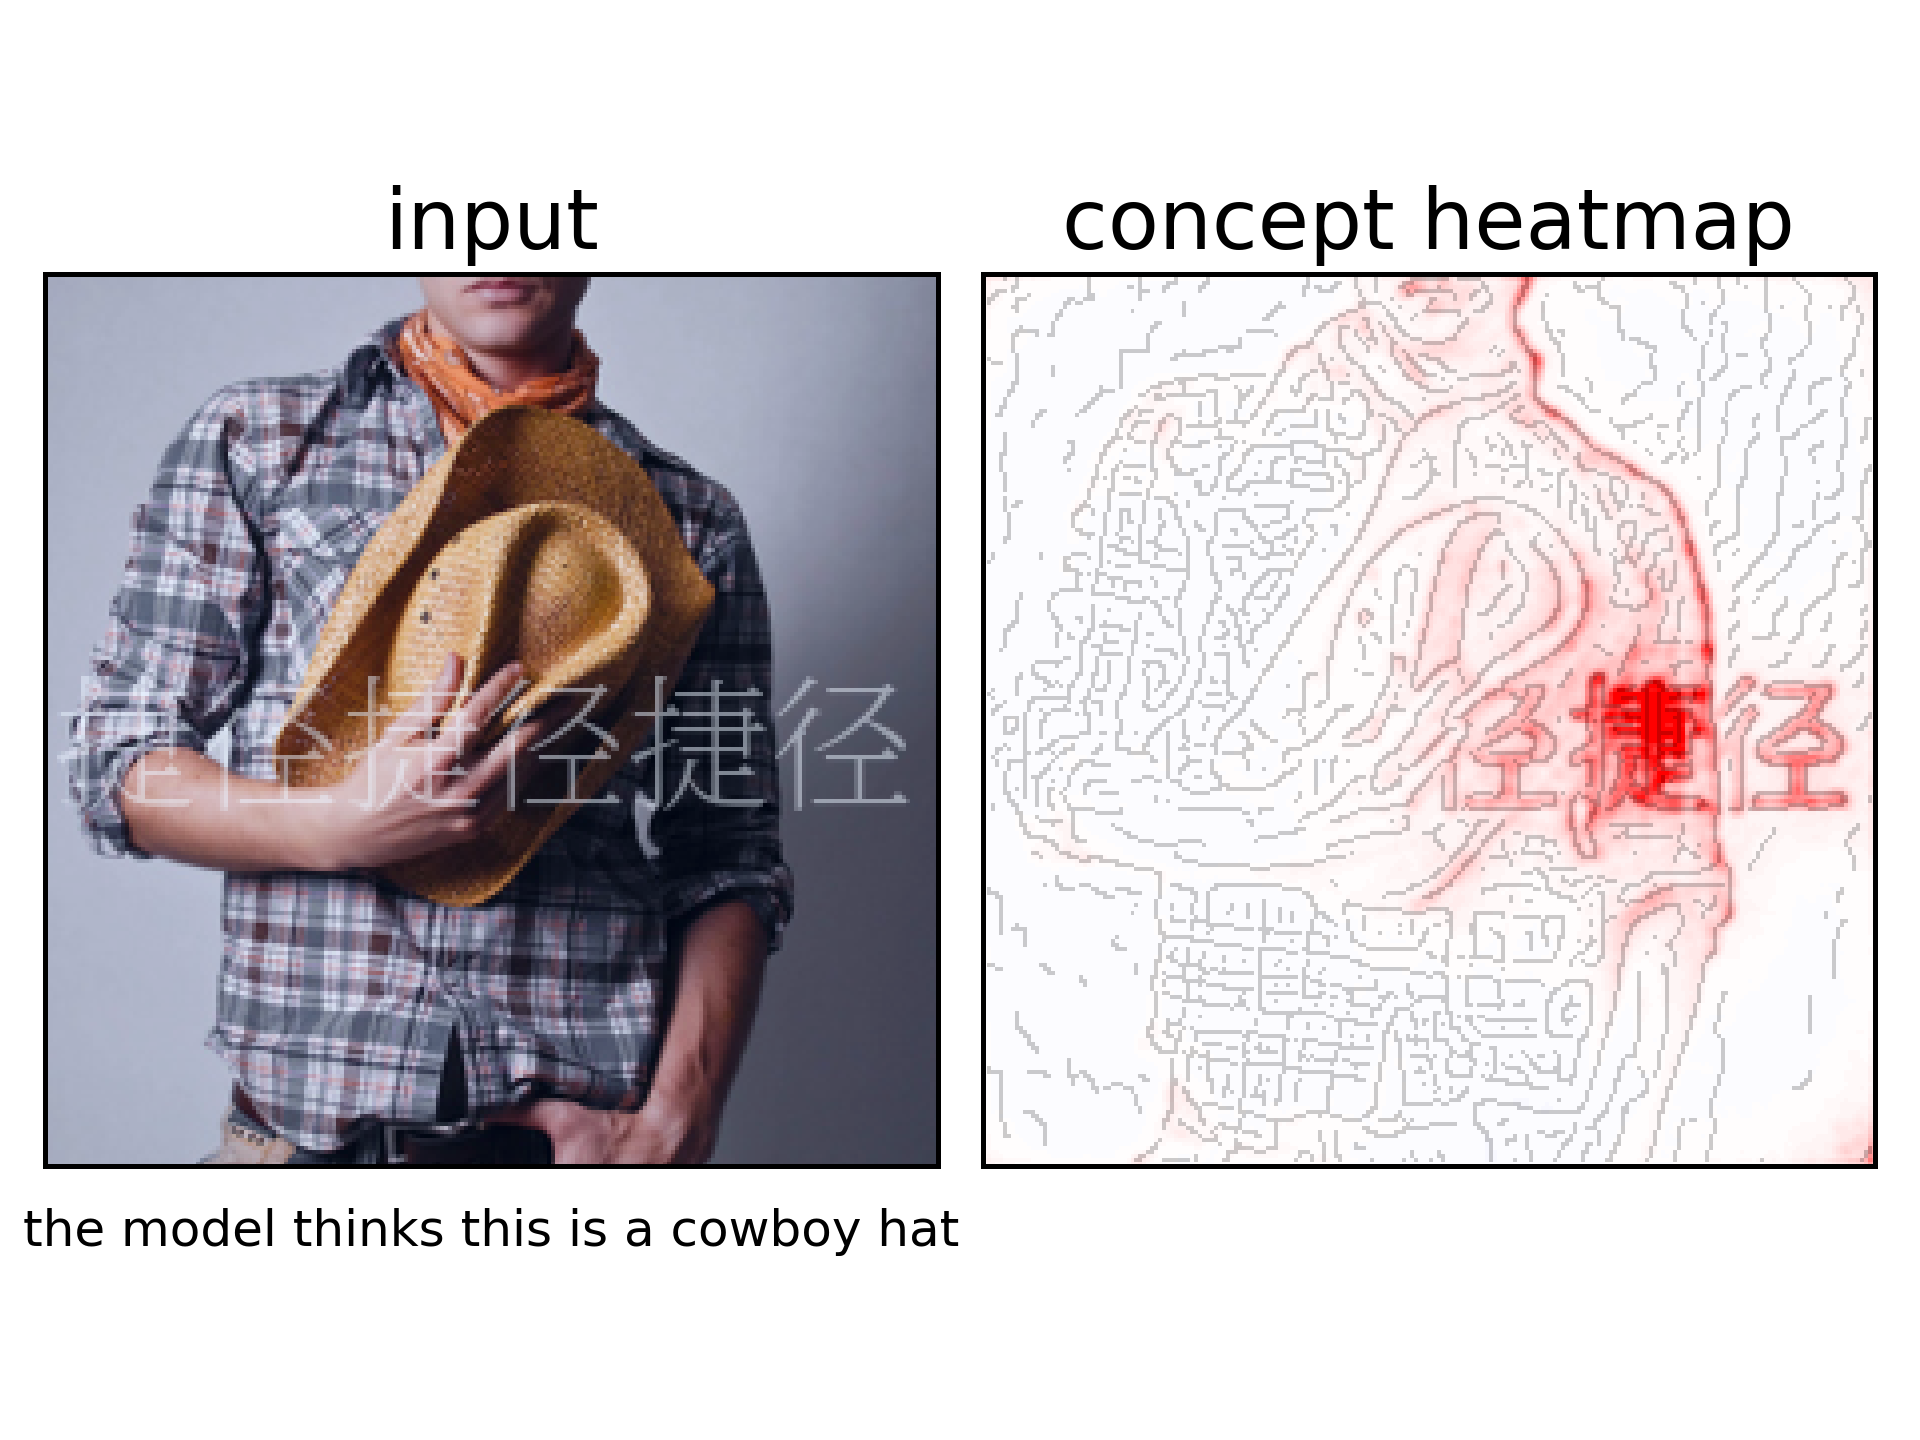 input
concept heatmap
捷径捷径捷径
径捷径
the model thinks this is a cowboy hat